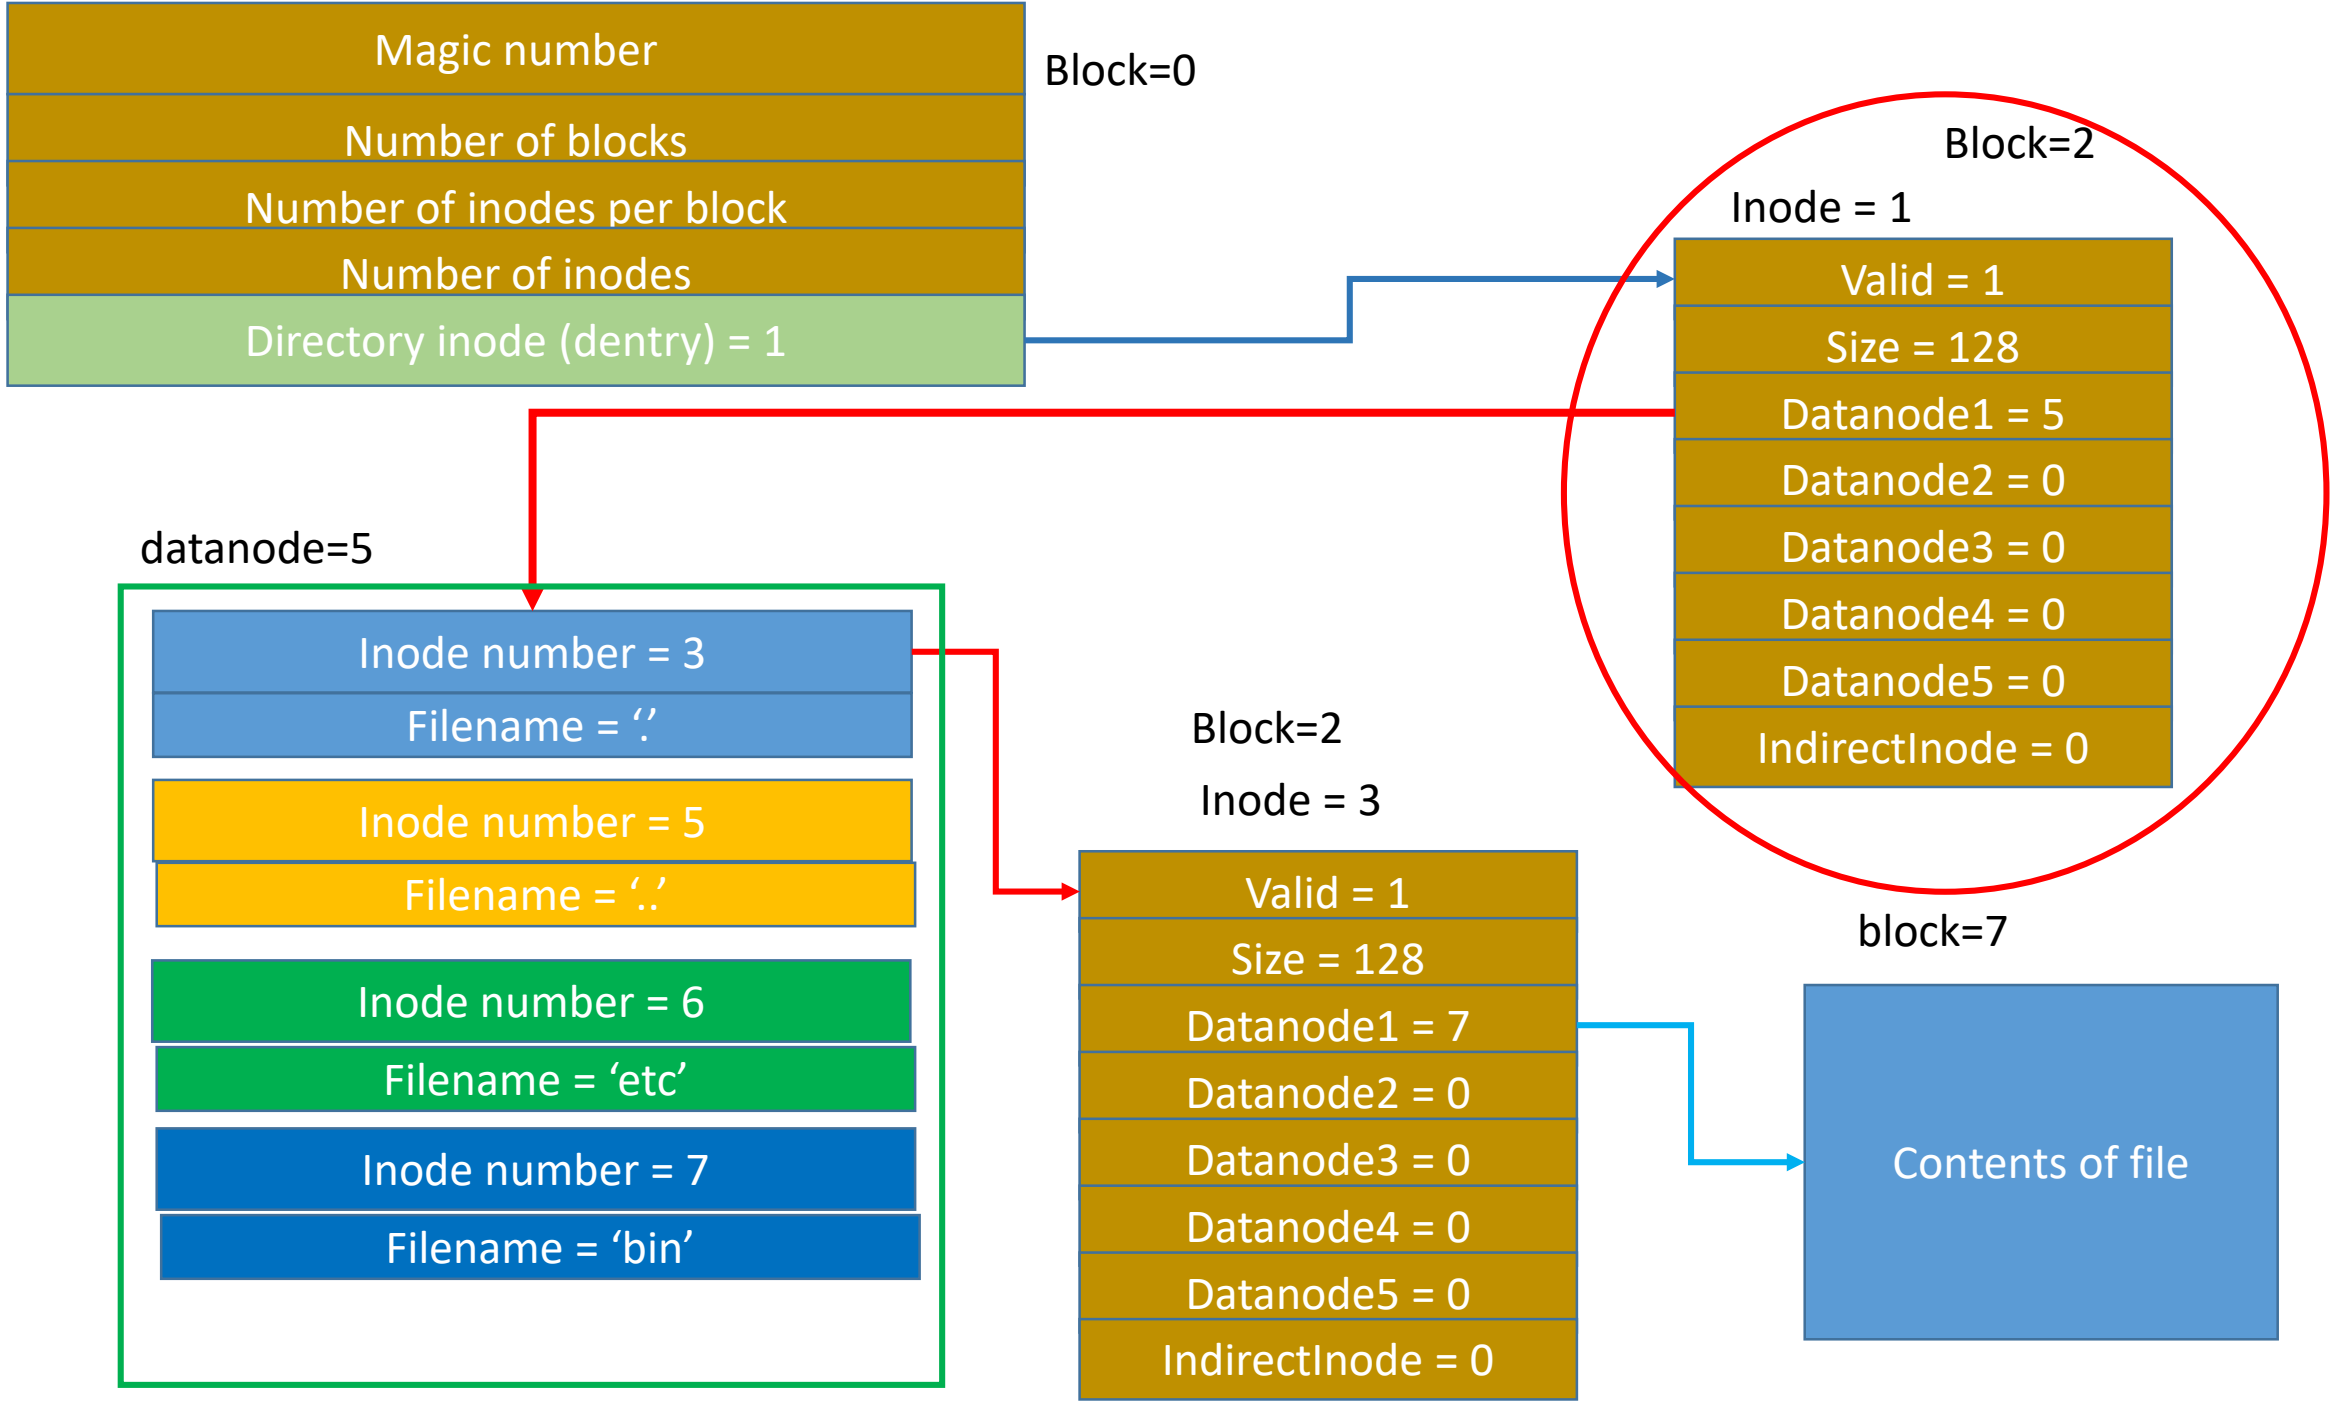 Magic number
Number of blocks
Number of inodes per block
Number of inodes
Directory inode (dentry) = 1
Block=0
Block=2
Inode = 1
Valid = 1
Size = 128
Datanode1 = 5
Datanode2 = 0
Datanode3 = 0
Datanode4 = 0
Datanode5 = 0
IndirectInode = 0
datanode=5
Inode number = 3
Filename = ‘.’
Inode number = 5
Filename = ‘..’
Inode number = 6
Filename = ‘etc’
Inode number = 7
Filename = ‘bin’
Block=2
Inode = 3
Valid = 1
Size = 128
Datanode1 = 7
Datanode2 = 0
Datanode3 = 0
Datanode4 = 0
Datanode5 = 0
IndirectInode = 0
block=7
Contents of file